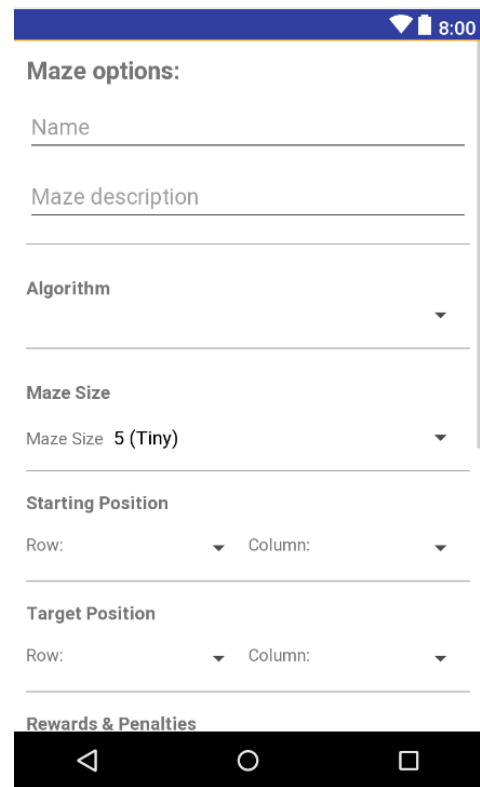 8:00
Maze options:
Name
Maze description
Algorithm
Maze Size
Maze Size 5 (Tiny)
Starting Position
Row: Column:
Target Position
Row: Column:
Rewards & Penalties